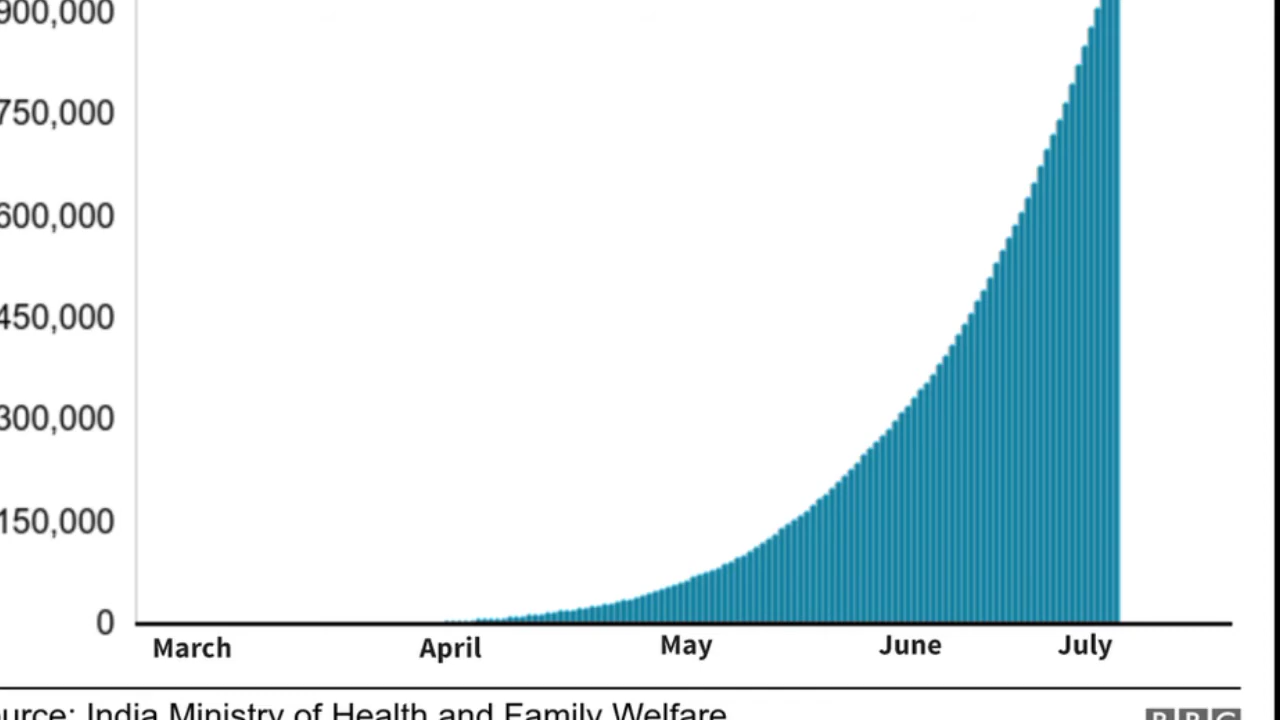 900,000
750,000
600,000
450,000
300,000
150,000
0
March April May June July
India Ministry of Health and Family Welfare
BBC